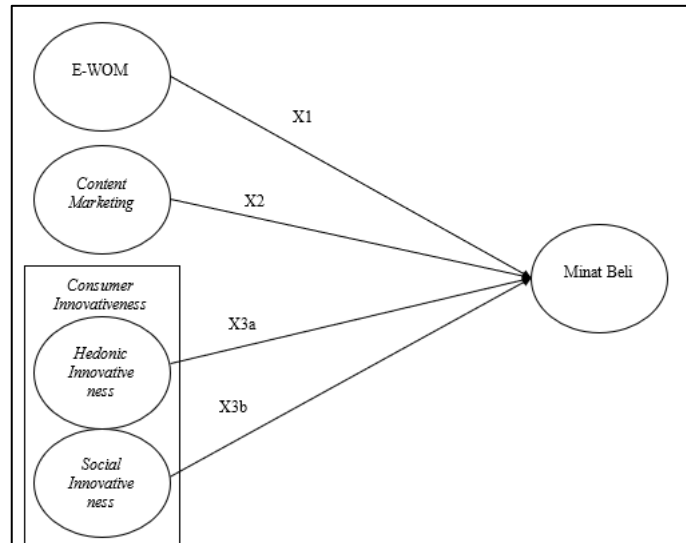 E-WOM
X1
Content
Marketing
X2
Minat Beli
Consumer
Innovativeness
Hedonic
Innovative
ness
X3a
X3b
Social
Innovative
ness